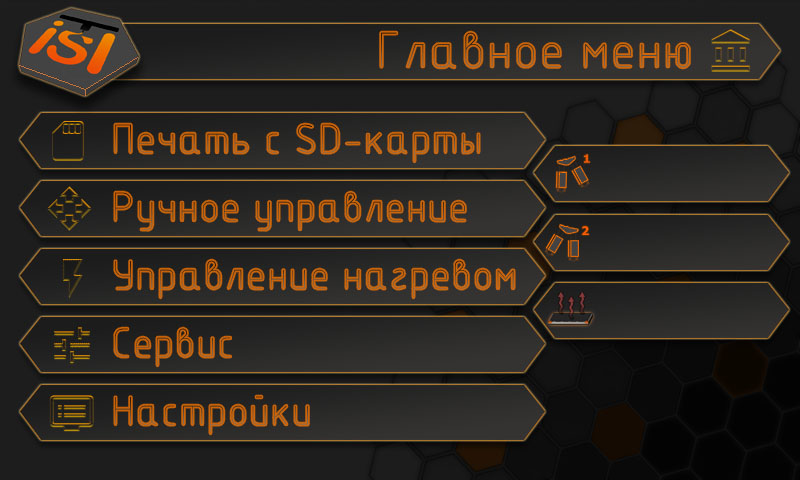 isi
Главное меню
Печать с SD-карты
1
Ручное управление
2
Управление нагревом
Сервис
Настройки